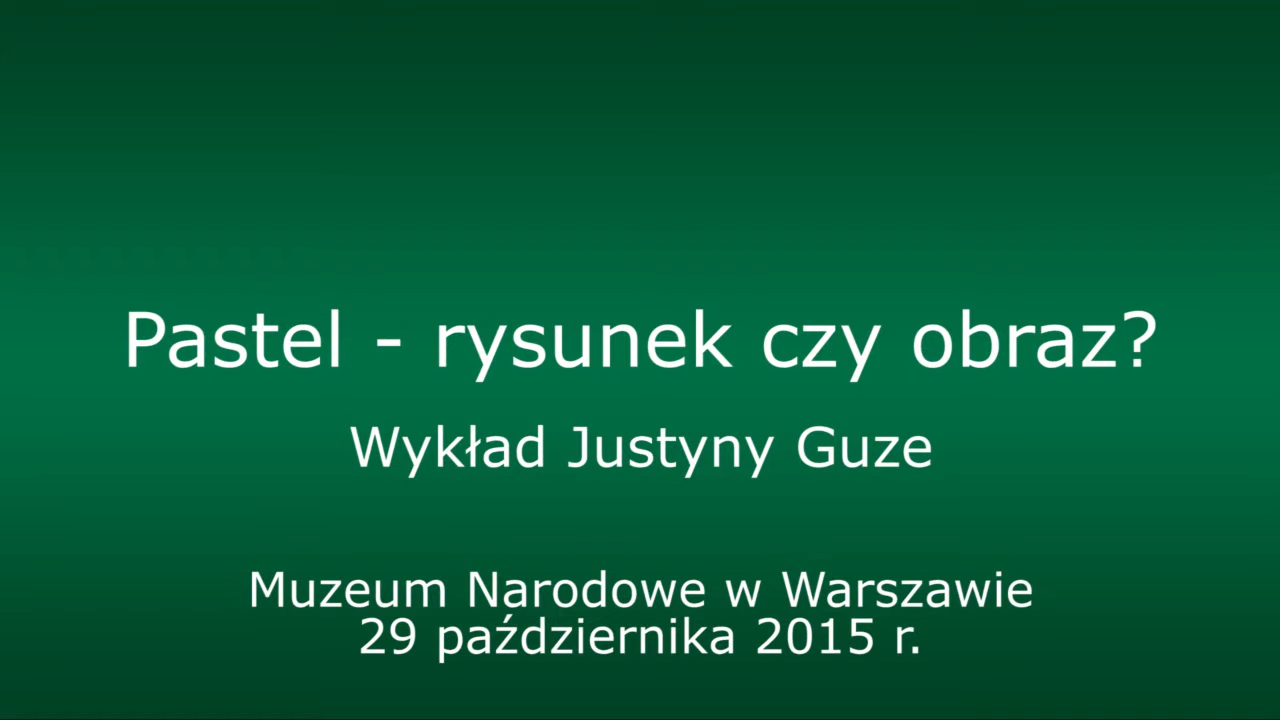 Pastel - rysunek czy obraz?
Wykład Justyny Guze
Muzeum Narodowe w Warszawie
29 października 2015 r.